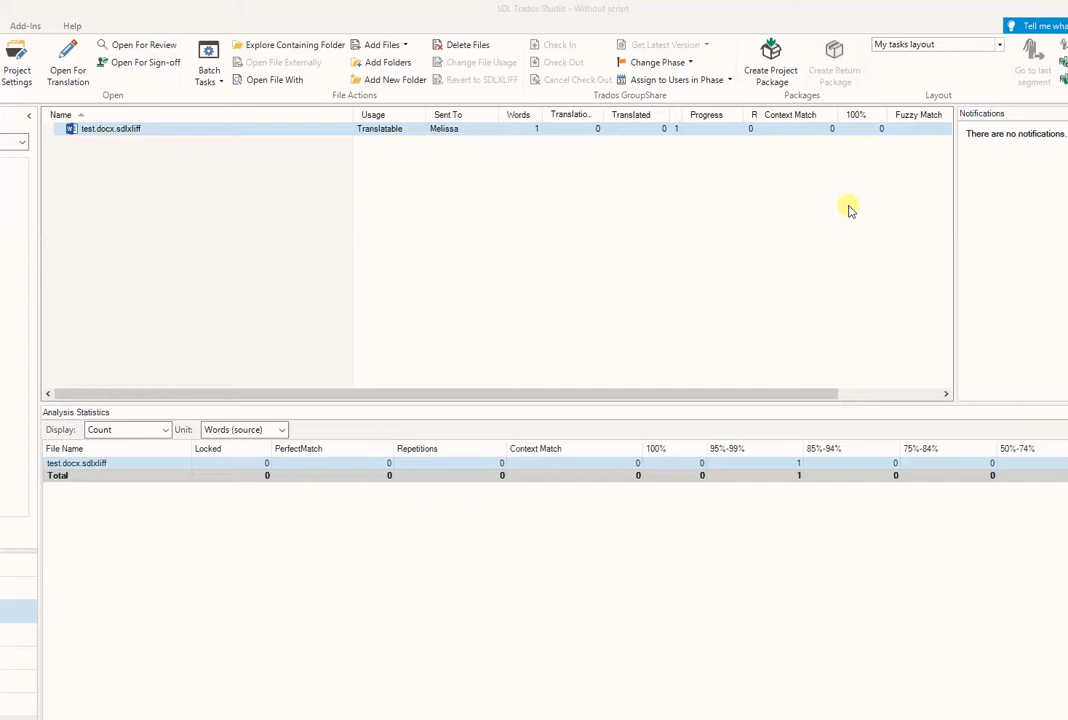 SDL Trados Studio - Without script
Add-Ins Help
Tell me wha
Project Settings
Open For Translation
Open For Review
Open For Sign-off
Open
Batch Tasks
Explore Containing Folder
Open File Externally
Open File With
Add Files
Add Folders
Add New Folder
Delete Files
Change File Usage
Revert to SDLXLIFF
File Actions
Check In
Check Out
Cancel Check Out
Get Latest Version
Change Phase
Assign to Users in Phase
Trados GroupShare
Create Project Package
Create Return Package
Packages
My tasks layout
Layout
Go to last segment
Name Usage Sent To Words Translatio... Translated Progress R Context Match 100% Fuzzy Match
test.docx.sdlxliff Translatable Melissa 1 0 0 1 0 0 0
Notifications
There are no notifications.
Analysis Statistics
Display: Count Unit: Words (source)
File Name Locked PerfectMatch Repetitions Context Match 100% 95%-99% 85%-94% 75%-84% 50%-74%
test.docx.sdlxliff 0 0 0 0 0 1 0 0
Total 0 0 0 0 0 1 0 0